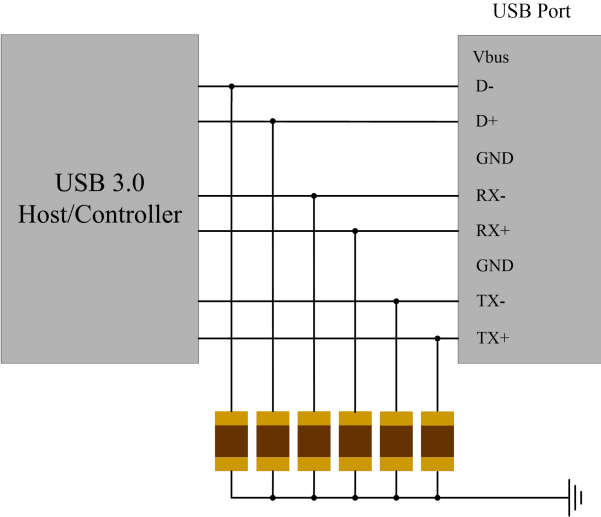 USB Port
Vbus
D-
D+
GND
USB 3.0
Host/Controller
RX-
RX+
GND
TX-
TX+